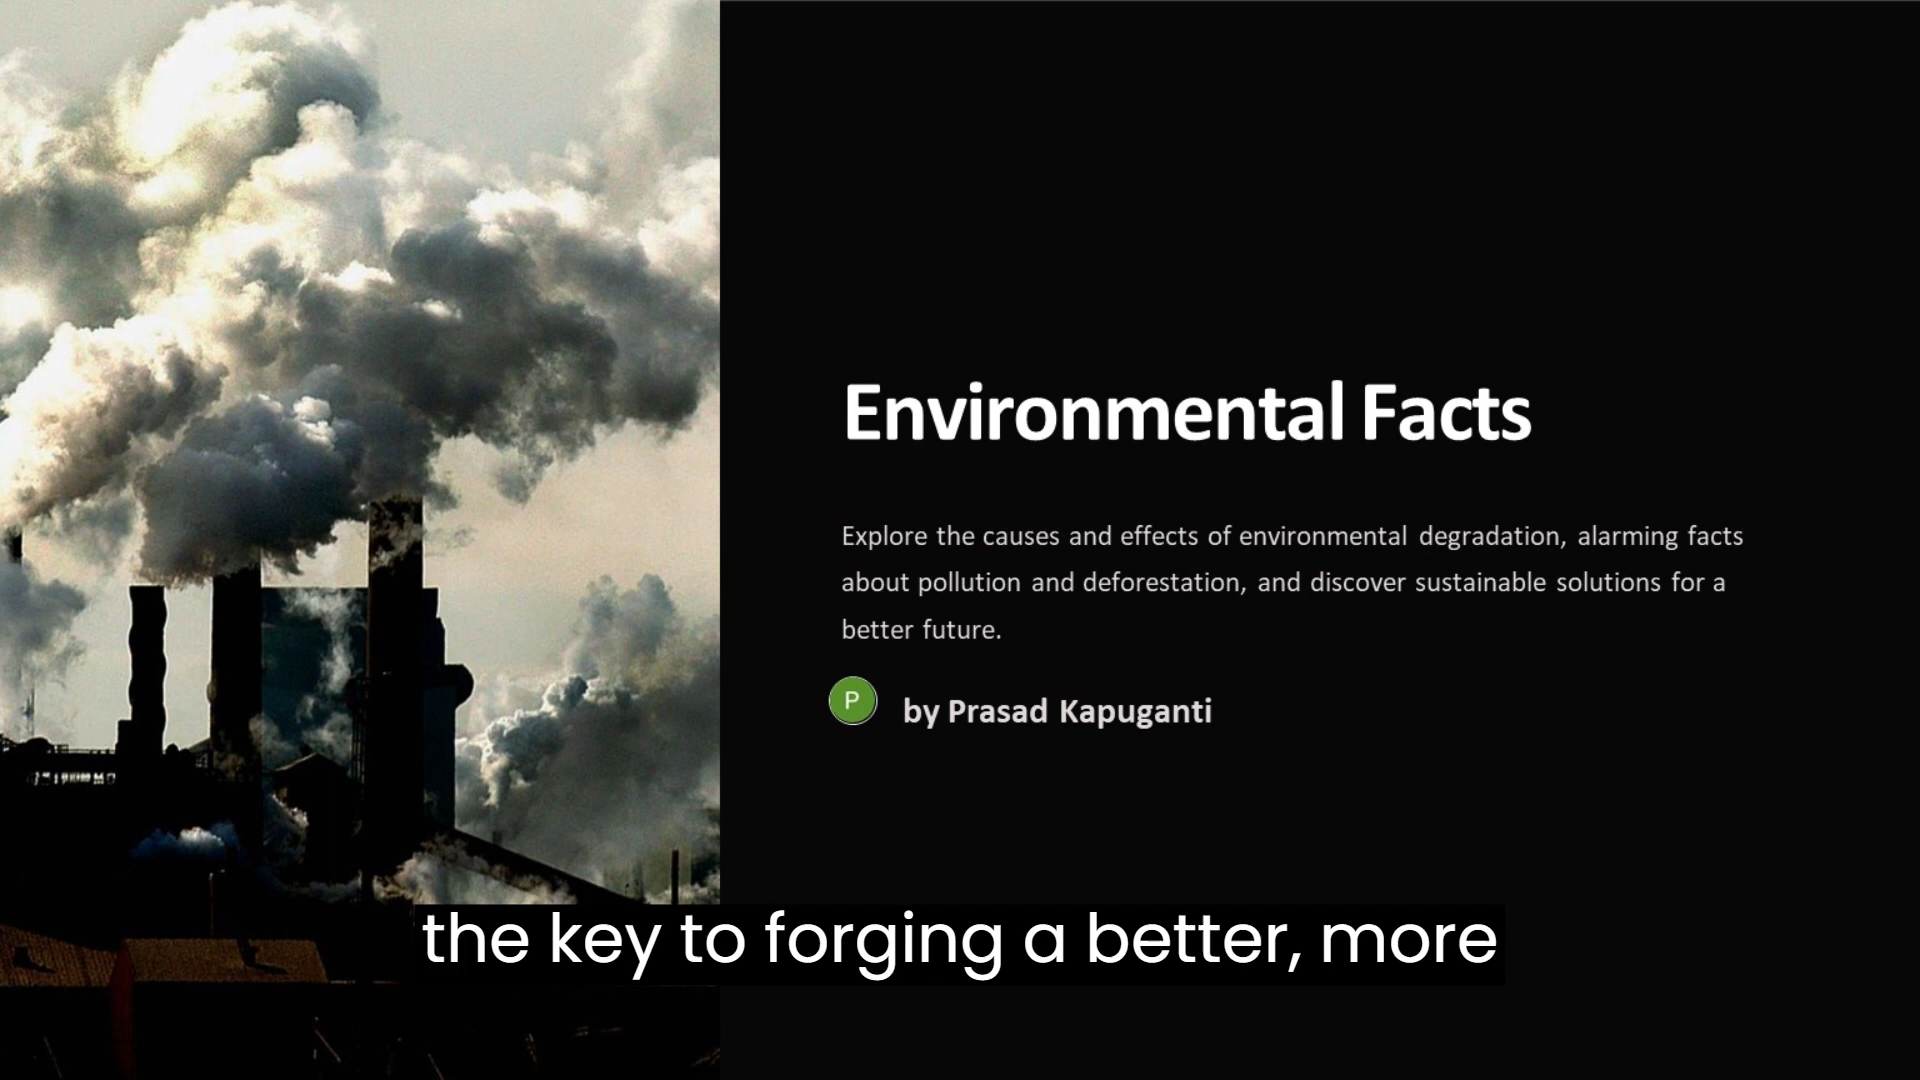 Environmental Facts
Explore the causes and effects of environmental degradation, alarming facts
about pollution and deforestation, and discover sustainable solutions for a
better future.
P
by Prasad Kapuganti
the key to forging a better, more